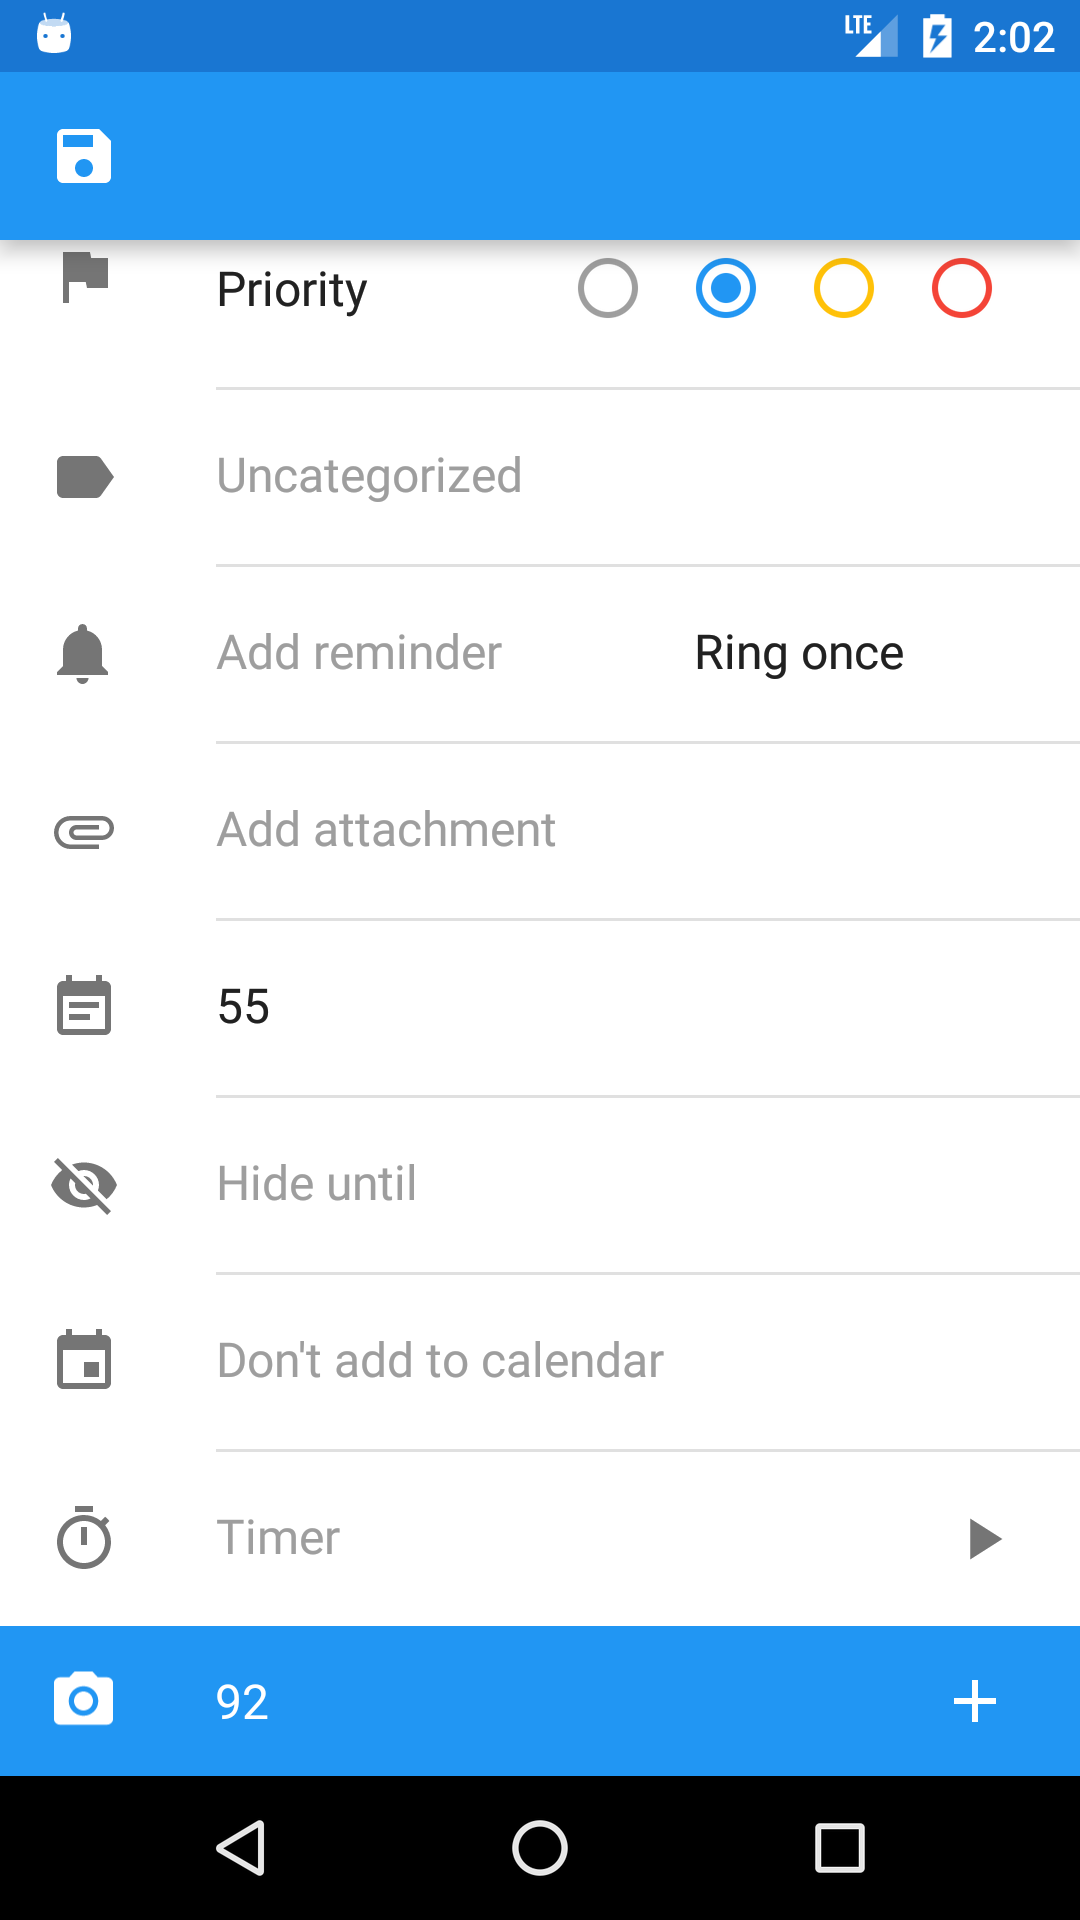 LTE 2:02
Priority
Uncategorized
Add reminder Ring once
Add attachment
55
Hide until
Don't add to calendar
Timer
92